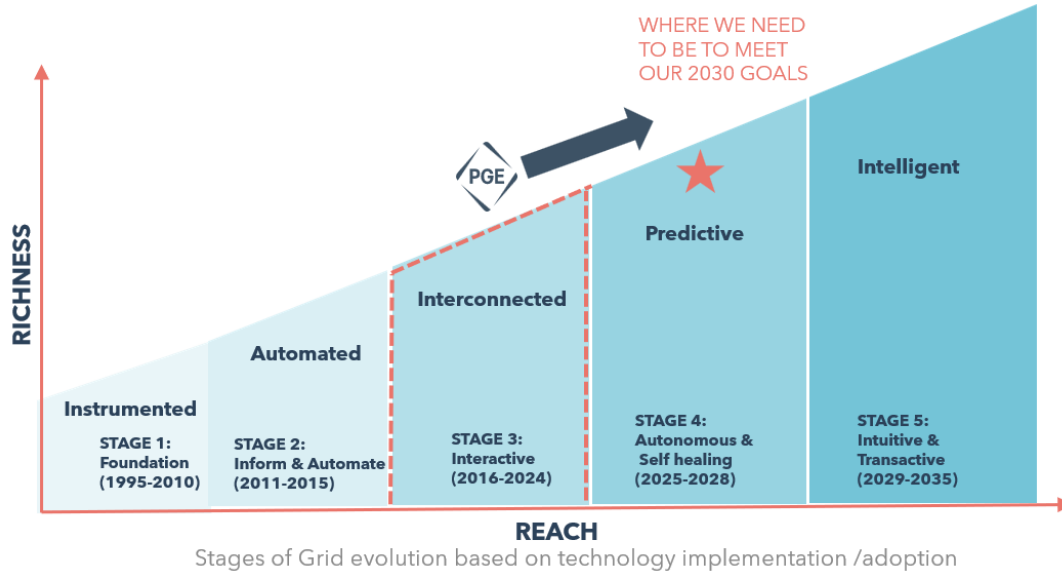 WHERE WE NEED
TO BE TO MEET
OUR 2030 GOALS
PGE
Intelligent
Predictive
Interconnected
Automated
Instrumented
RICHNESS
STAGE 1:
Foundation
(1995-2010)
STAGE 2:
Inform & Automate
(2011-2015)
STAGE 3:
Interactive
(2016-2024)
STAGE 4:
Autonomous &
Self healing
(2025-2028)
STAGE 5:
Intuitive &
Transactive
(2029-2035)
REACH
Stages of Grid evolution based on technology implementation /adoption